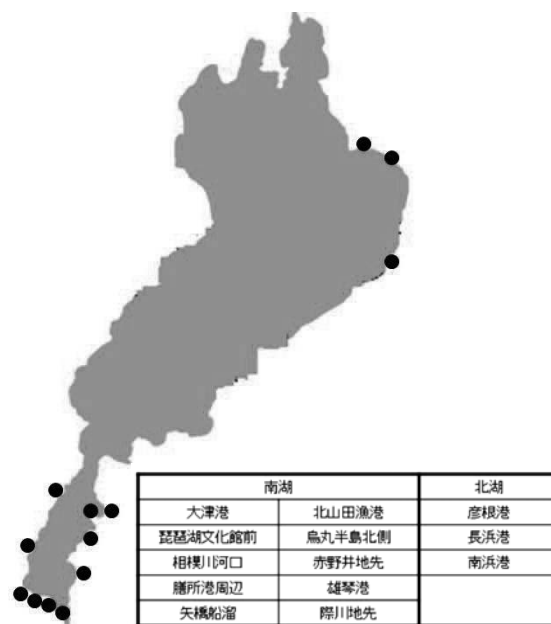 南湖 北湖
大津港 北山田漁港 彦根港
琵琶湖文化館前 烏丸半島北側 長浜港
相模川河口 赤野井地先 南浜港
膳所港周辺 雄琴港
矢橋船溜 際川地先